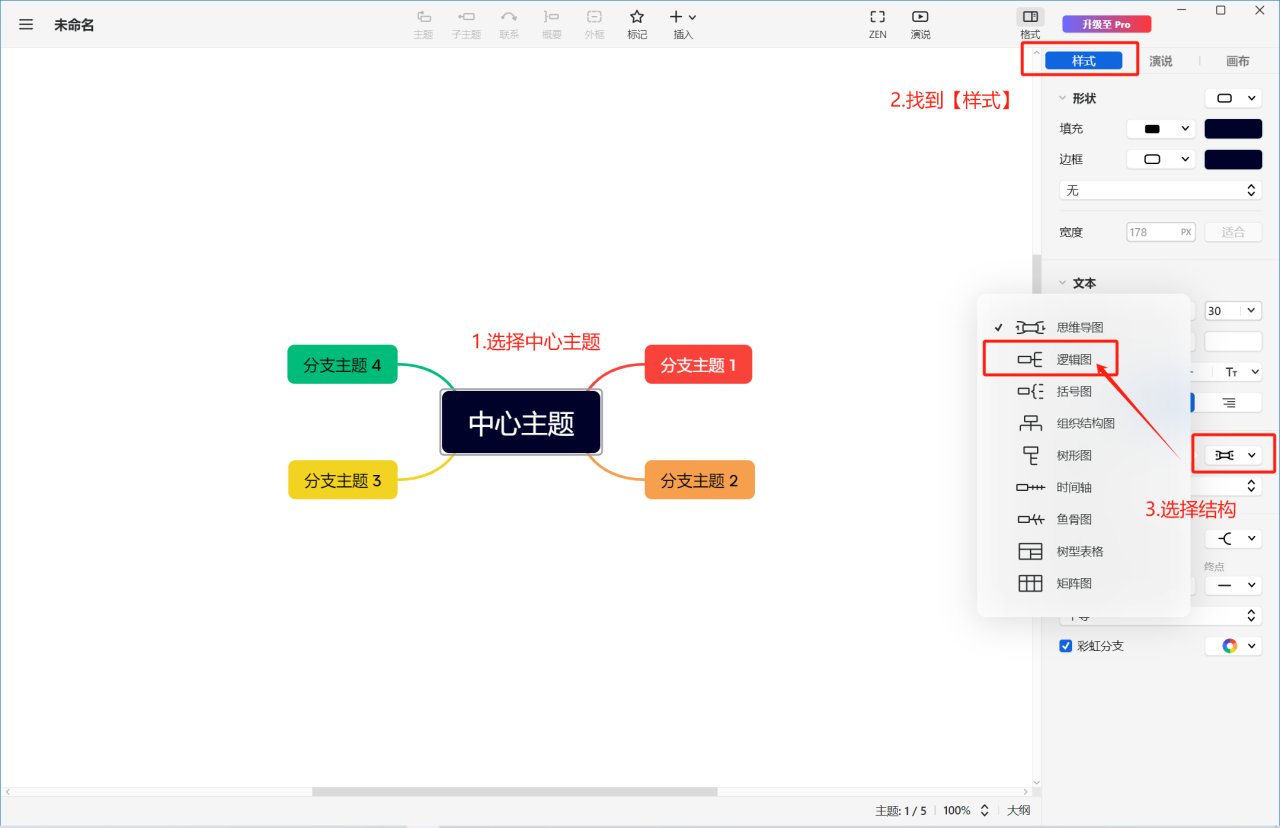 未命名
主题
子主题
联系
概要
外框
标记
插入
ZEN
演说
格式
升级至 Pro
样式
演说
画布
2.找到【样式】
形状
填充
边框
无
宽度
178 PX
适合
文本
30
1.选择中心主题
思维导图
逻辑图
括号图
组织结构图
树形图
时间轴
鱼骨图
树型表格
矩阵图
Tт
分支主题 4
分支主题 1
中心主题
分支主题 3
分支主题 2
3.选择结构
终点
彩虹分支
主题: 1 / 5
100%
大纲